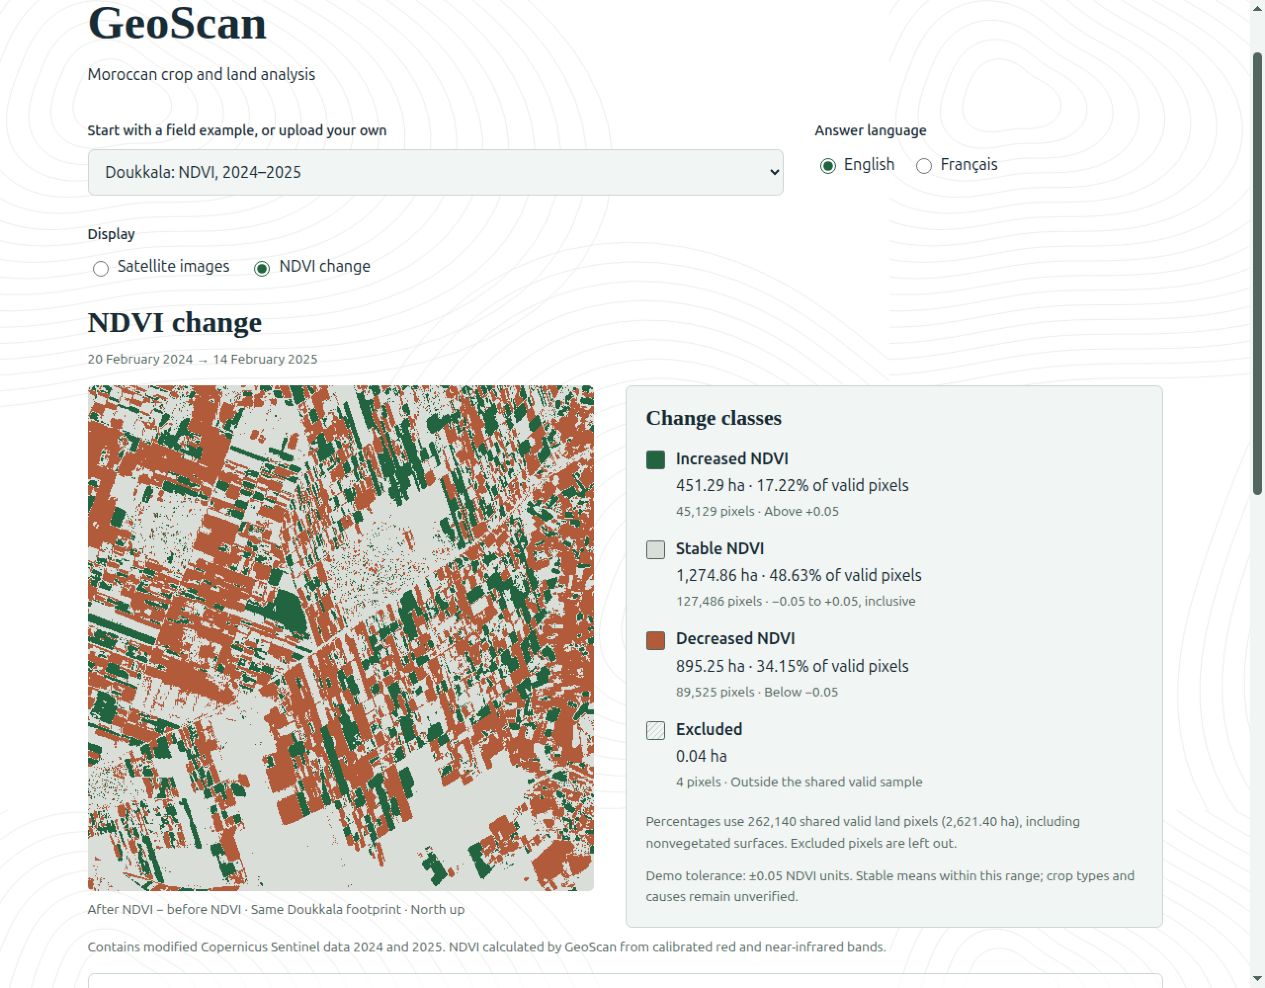 GeoScan
Moroccan crop and land analysis
Start with a field example, or upload your own
Doukkala: NDVI, 2024–2025
Answer language
English
Français
Display
Satellite images
NDVI change
NDVI change
20 February 2024 → 14 February 2025
Change classes
Increased NDVI
451.29 ha · 17.22% of valid pixels
45,129 pixels · Above +0.05
Stable NDVI
1,274.86 ha · 48.63% of valid pixels
127,486 pixels · −0.05 to +0.05, inclusive
Decreased NDVI
895.25 ha · 34.15% of valid pixels
89,525 pixels · Below −0.05
Excluded
0.04 ha
4 pixels · Outside the shared valid sample
Percentages use 262,140 shared valid land pixels (2,621.40 ha), including
nonvegetated surfaces. Excluded pixels are left out.
Demo tolerance: ±0.05 NDVI units. Stable means within this range; crop types and
causes remain unverified.
After NDVI − before NDVI · Same Doukkala footprint · North up
Contains modified Copernicus Sentinel data 2024 and 2025. NDVI calculated by GeoScan from calibrated red and near-infrared bands.